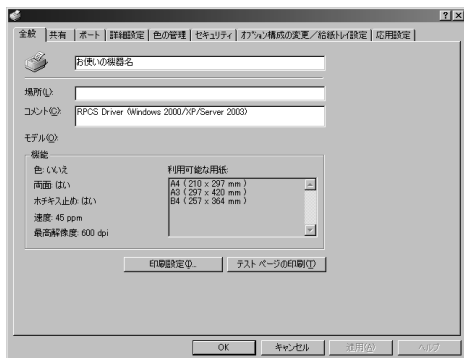 全般 共有 ポート 詳細設定 色の管理 セキュリティ オプション構成の変更／給紙トレイ設定 応用設定
お使いの機器名
場所(L):
コメント(C): RPCS Driver (Windows 2000/XP/Server 2003)
モデル(O):
機能
色: いいえ 利用可能な用紙:
両面: はい A4 ( 210 x 297 mm )
ホチキス止め: はい A3 ( 297 x 420 mm )
速度: 45 ppm B4 ( 257 x 364 mm )
最高解像度: 600 dpi
印刷設定(I)... テスト ページの印刷(T)
OK キャンセル 適用(A) ヘルプ